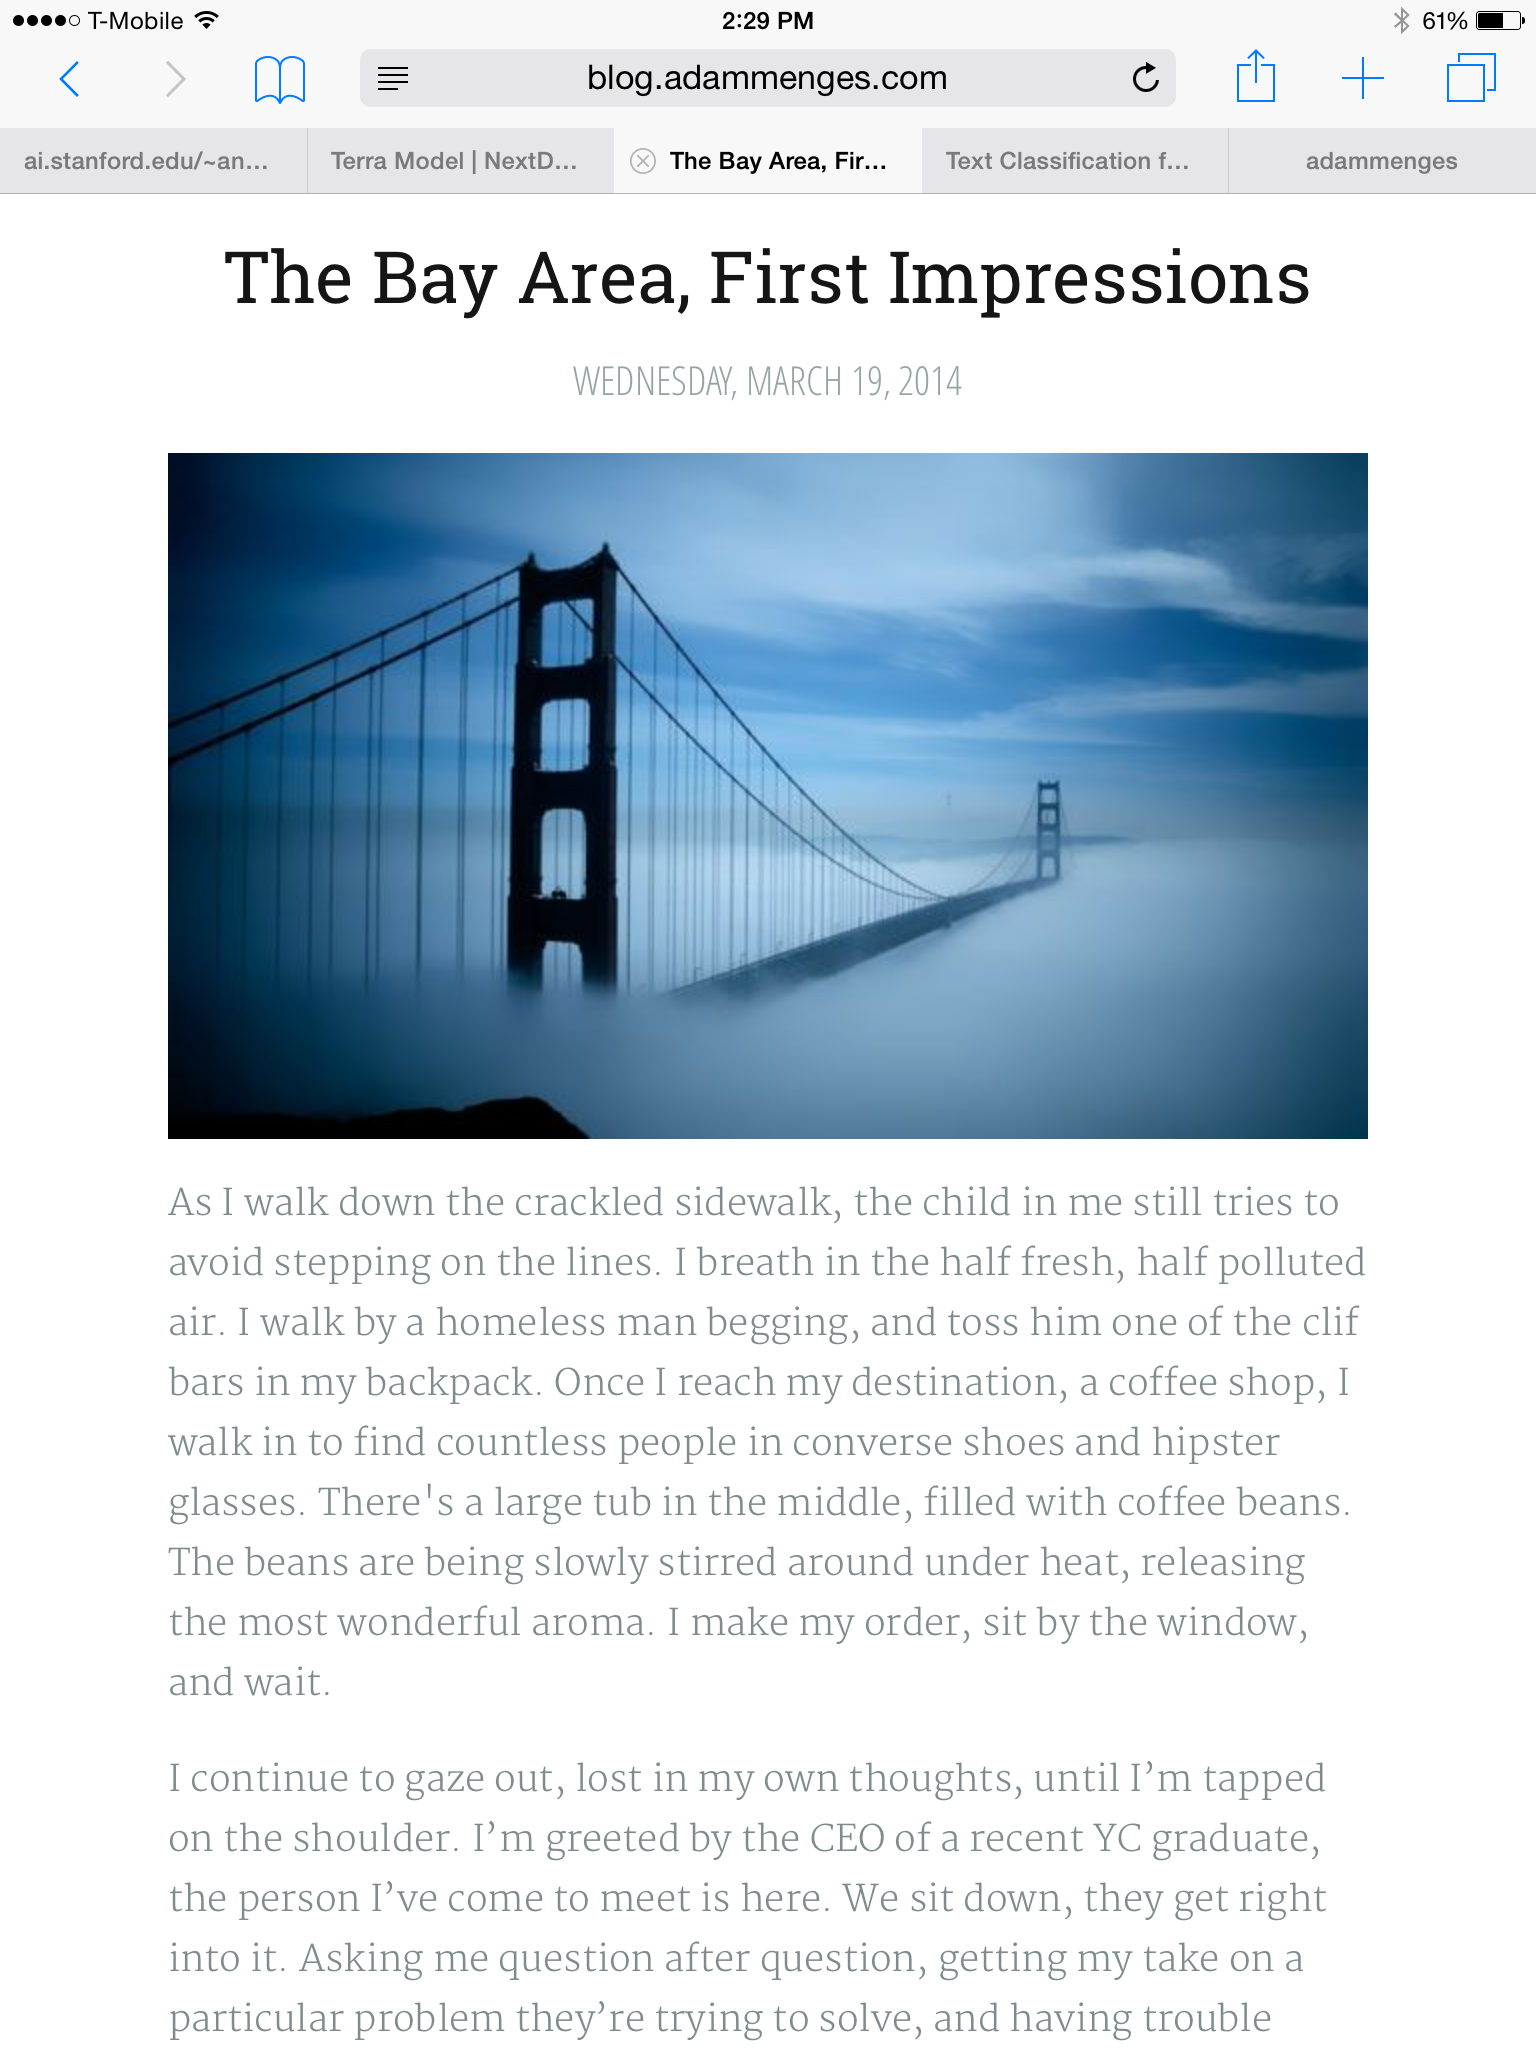 T-Mobile 2:29 PM 61%
blog.adammenges.com
ai.stanford.edu/~an... Terra Model | NextD... The Bay Area, Fir... Text Classification f... adammenges
The Bay Area, First Impressions
WEDNESDAY, MARCH 19, 2014
As I walk down the crackled sidewalk, the child in me still tries to
avoid stepping on the lines. I breath in the half fresh, half polluted
air. I walk by a homeless man begging, and toss him one of the clif
bars in my backpack. Once I reach my destination, a coffee shop, I
walk in to find countless people in converse shoes and hipster
glasses. There's a large tub in the middle, filled with coffee beans.
The beans are being slowly stirred around under heat, releasing
the most wonderful aroma. I make my order, sit by the window,
and wait.
I continue to gaze out, lost in my own thoughts, until I’m tapped
on the shoulder. I’m greeted by the CEO of a recent YC graduate,
the person I’ve come to meet is here. We sit down, they get right
into it. Asking me question after question, getting my take on a
particular problem they’re trying to solve, and having trouble